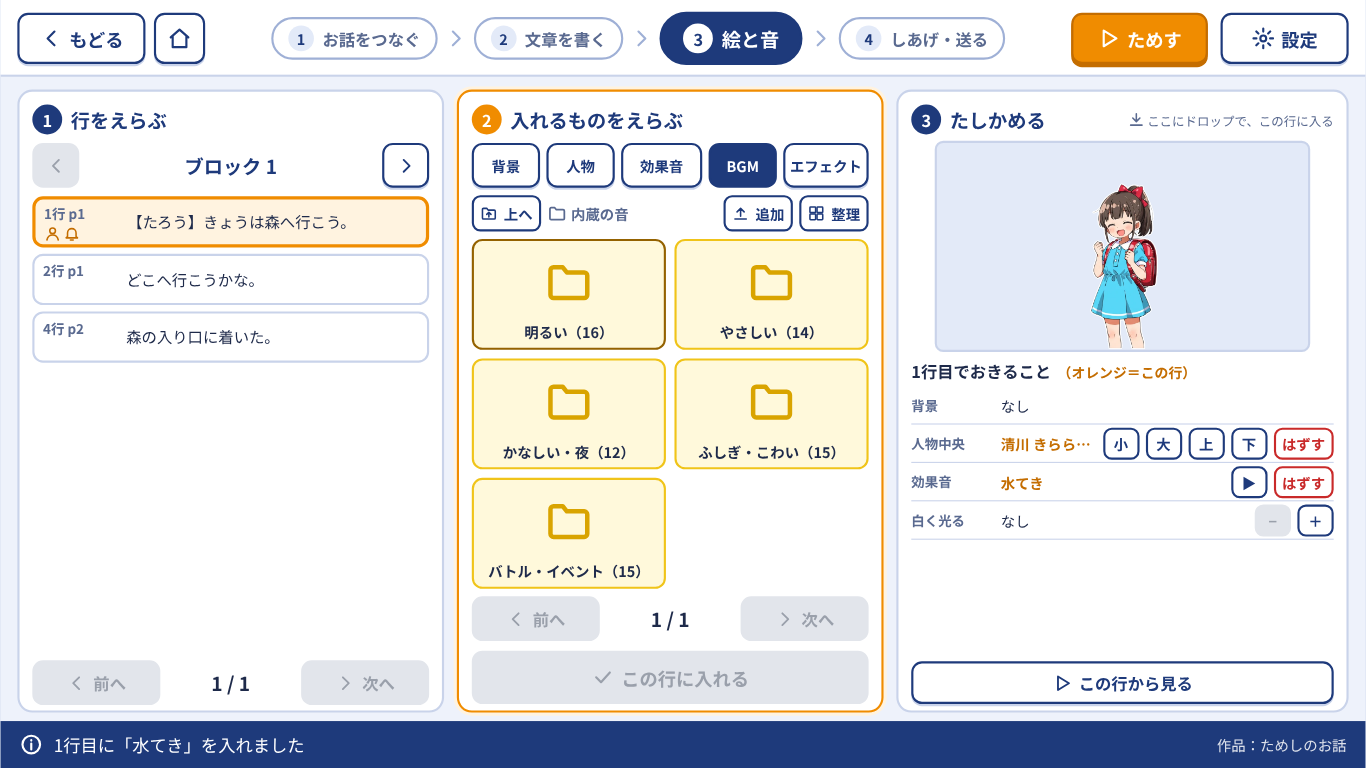 もどる
1 お話をつなぐ
2 文章を書く
3 絵と音
4 しあげ・送る
ためす
設定
1 行をえらぶ
ブロック 1
1行 p1
【たろう】きょうは森へ行こう。
2行 p1
どこへ行こうかな。
4行 p2
森の入り口に着いた。
前へ
1 / 1
次へ
2 入れるものをえらぶ
背景 人物 効果音 BGM エフェクト
上へ 内蔵の音 追加 整理
明るい（16） やさしい（14）
かなしい・夜（12） ふしぎ・こわい（15）
バトル・イベント（15）
前へ 1 / 1 次へ
この行に入れる
3 たしかめる ここにドロップで、この行に入る
1行目でおきること （オレンジ＝この行）
背景 なし
人物中央 清川 きらら… 小 大 上 下 はずす
効果音 水てき はずす
白く光る なし − +
この行から見る
1行目に「水てき」を入れました
作品：ためしのお話